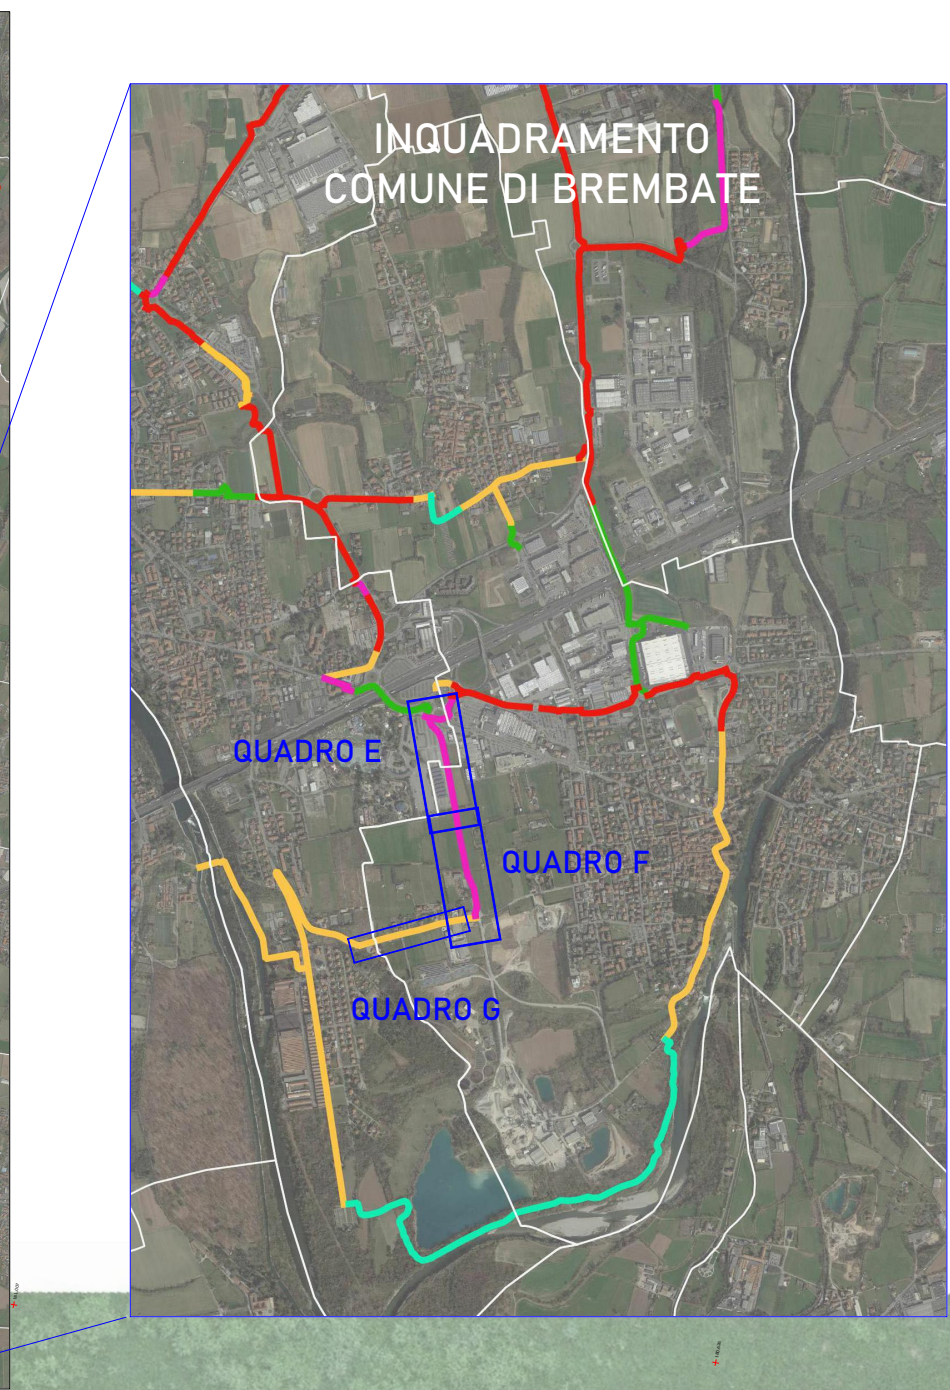 INQUADRAMENTO
COMUNE DI BREMBATE
QUADRO E
QUADRO F
QUADRO G